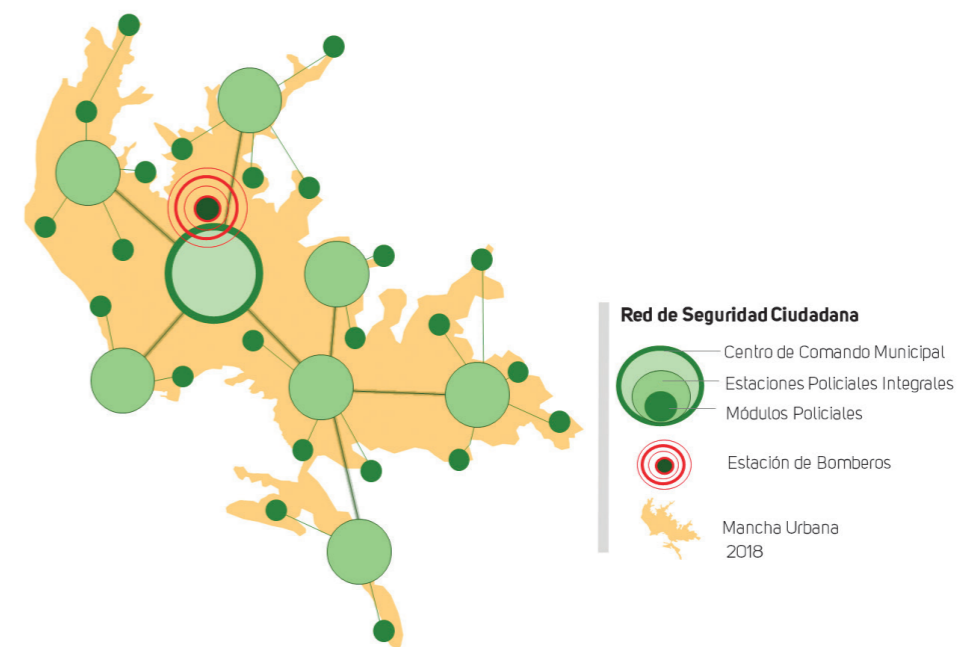 Red de Seguridad Ciudadana
Centro de Comando Municipal
Estaciones Policiales Integrales
Módulos Policiales
Estación de Bomberos
Mancha Urbana
2018